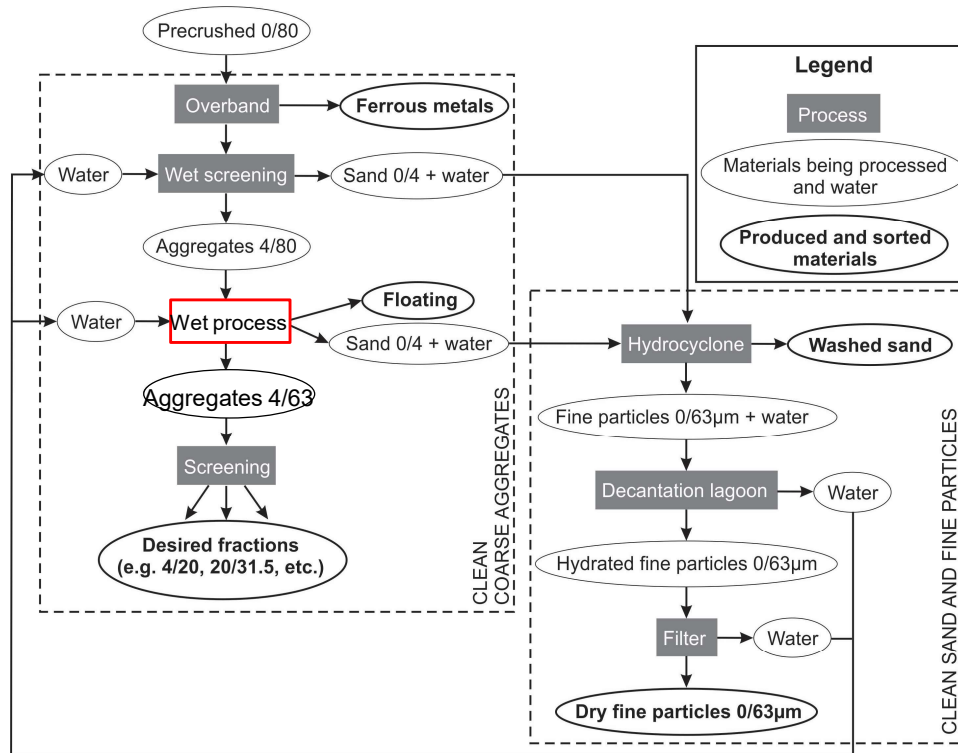 Precrushed 0/80
Overband
Ferrous metals
Water
Wet screening
Sand 0/4 + water
Aggregates 4/80
Water
Wet process
Floating
Sand 0/4 + water
Aggregates 4/63
Screening
Desired fractions
(e.g. 4/20, 20/31.5, etc.)
CLEAN
COARSE AGGREGATES
Legend
Process
Materials being processed
and water
Produced and sorted
materials
Hydrocyclone
Washed sand
Fine particles 0/63µm + water
Decantation lagoon
Water
Hydrated fine particles 0/63µm
Filter
Water
Dry fine particles 0/63µm
CLEAN SAND AND FINE PARTICLES